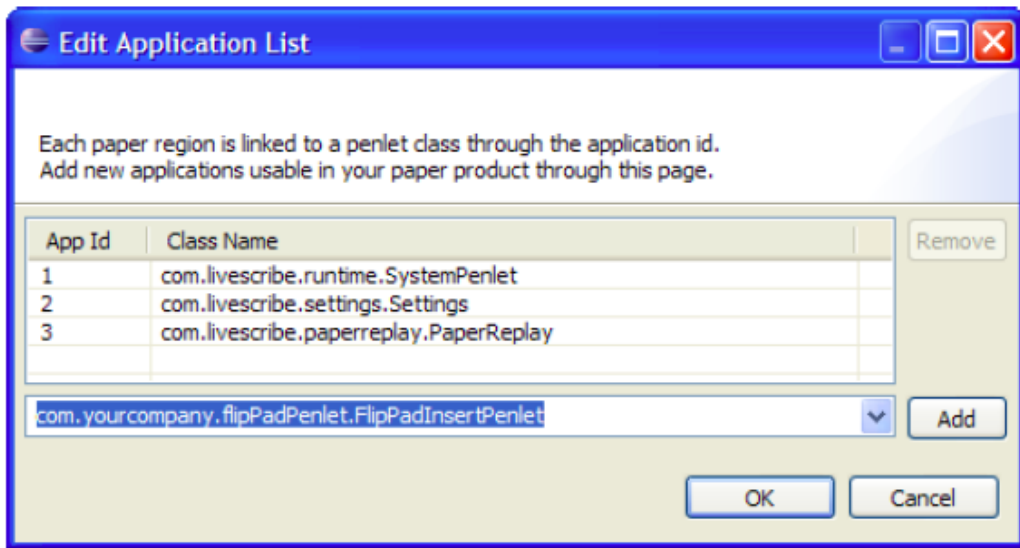 Edit Application List
Each paper region is linked to a penlet class through the application id.
Add new applications usable in your paper product through this page.
App Id Class Name
Remove
1 com.livescribe.runtime.SystemPenlet
2 com.livescribe.settings.Settings
3 com.livescribe.paperreplay.PaperReplay
com.yourcompany.flipPadPenlet.FlipPadInsertPenlet
Add
OK Cancel